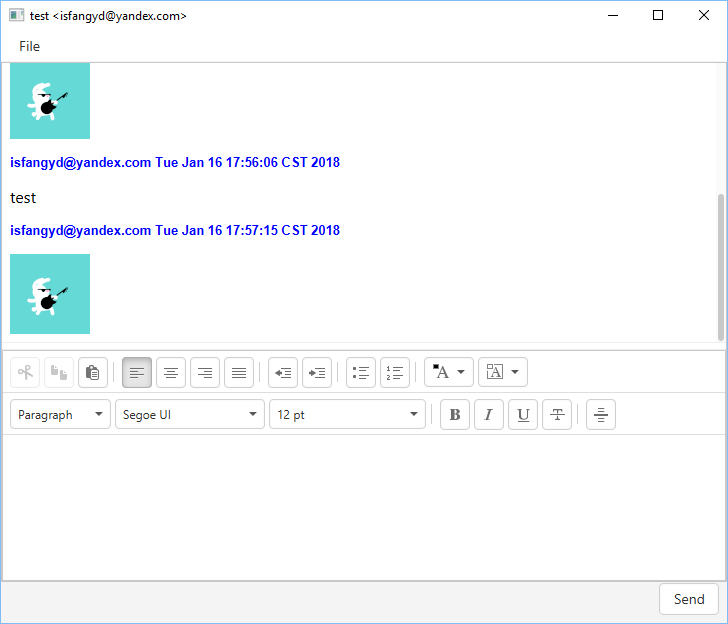 test <isfangyd@yandex.com>
File
isfangyd@yandex.com Tue Jan 16 17:56:06 CST 2018
test
isfangyd@yandex.com Tue Jan 16 17:57:15 CST 2018
A A
Paragraph Segoe UI 12 pt B I U T
Send